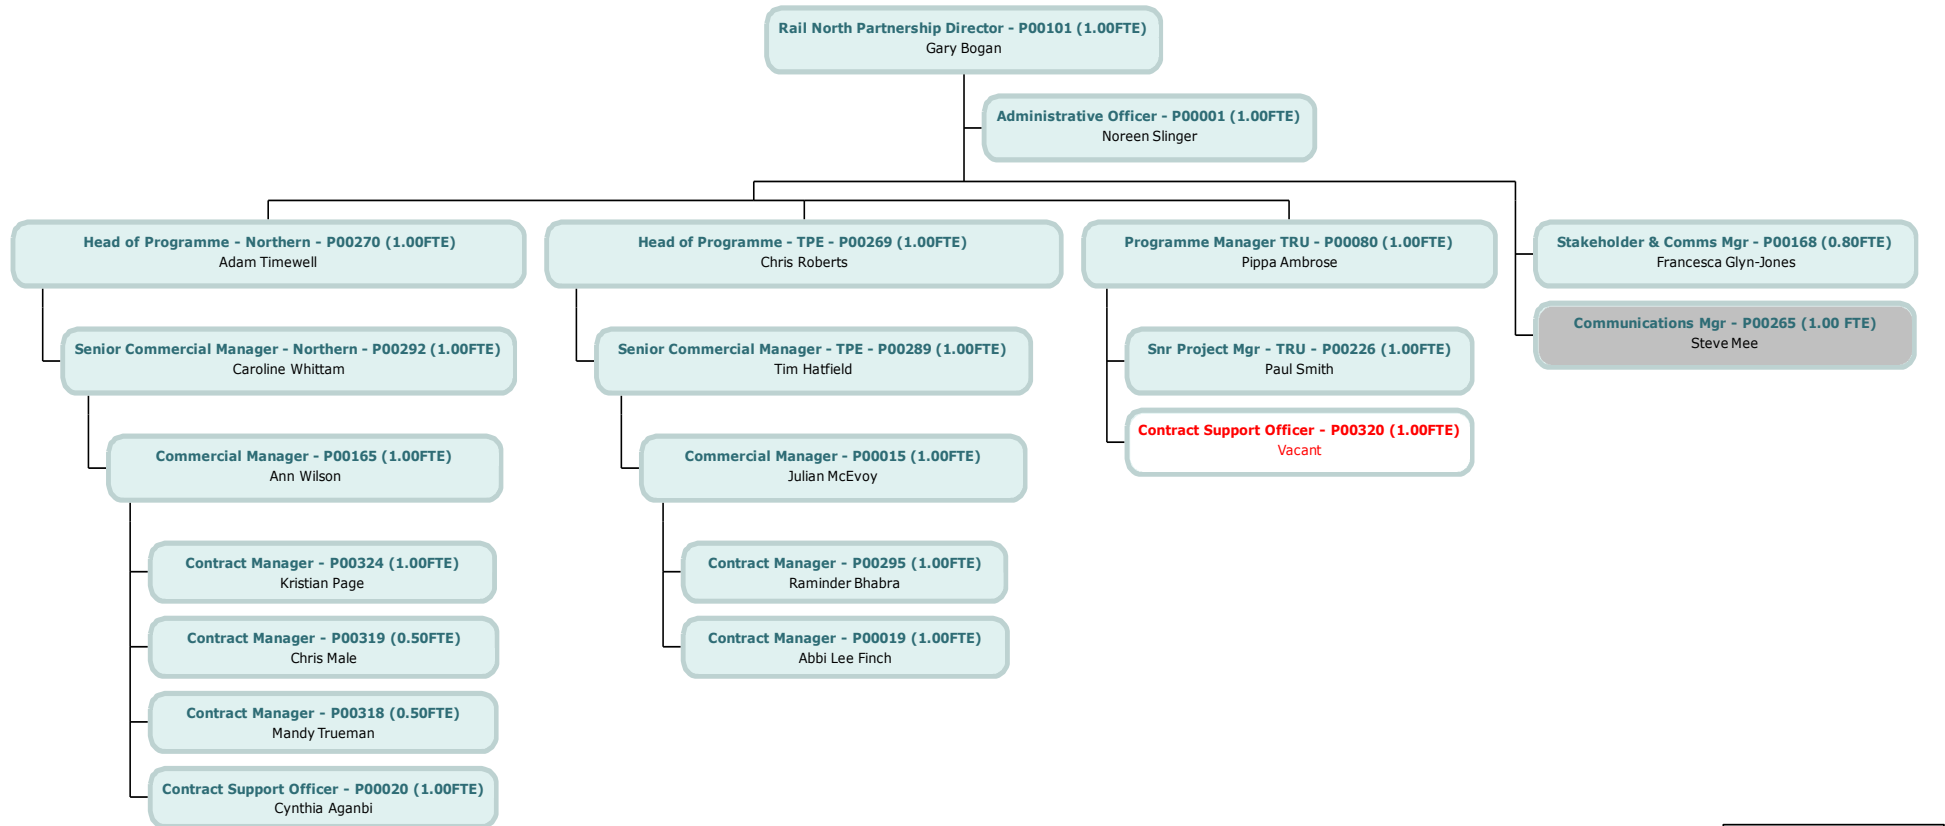 Rail North Partnership Director - P00101 (1.00FTE)
Gary Bogan
Administrative Officer - P00001 (1.00FTE)
Noreen Slinger
Head of Programme - Northern - P00270 (1.00FTE)
Adam Timewell
Head of Programme - TPE - P00269 (1.00FTE)
Chris Roberts
Programme Manager TRU - P00080 (1.00FTE)
Pippa Ambrose
Stakeholder & Comms Mgr - P00168 (0.80FTE)
Francesca Glyn-Jones
Communications Mgr - P00265 (1.00 FTE)
Steve Mee
Senior Commercial Manager - Northern - P00292 (1.00FTE)
Caroline Whittam
Senior Commercial Manager - TPE - P00289 (1.00FTE)
Tim Hatfield
Snr Project Mgr - TRU - P00226 (1.00FTE)
Paul Smith
Contract Support Officer - P00320 (1.00FTE)
Vacant
Commercial Manager - P00165 (1.00FTE)
Ann Wilson
Commercial Manager - P00015 (1.00FTE)
Julian McEvoy
Contract Manager - P00324 (1.00FTE)
Kristian Page
Contract Manager - P00295 (1.00FTE)
Raminder Bhabra
Contract Manager - P00319 (0.50FTE)
Chris Male
Contract Manager - P00019 (1.00FTE)
Abbi Lee Finch
Contract Manager - P00318 (0.50FTE)
Mandy Trueman
Contract Support Officer - P00020 (1.00FTE)
Cynthia Aganbi